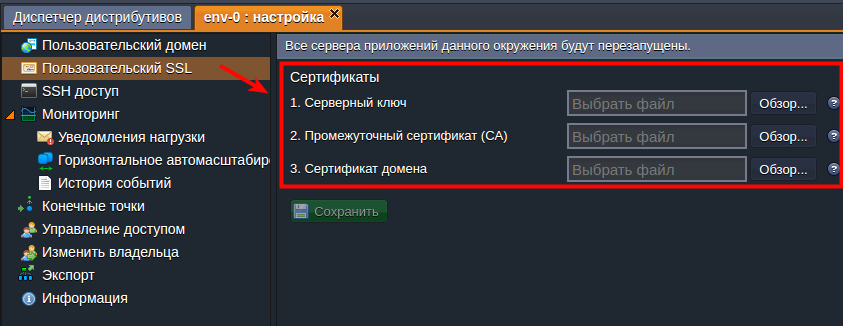 Диспетчер дистрибутивов
env-0 : настройка
Пользовательский домен
Пользовательский SSL
SSH доступ
Мониторинг
Уведомления нагрузки
Горизонтальное автомасштабиро
История событий
Конечные точки
Управление доступом
Изменить владельца
Экспорт
Информация
Все сервера приложений данного окружения будут перезапущены.
Сертификаты
1. Серверный ключ Выбрать файл Обзор... ?
2. Промежуточный сертификат (CA) Выбрать файл Обзор... ?
3. Сертификат домена Выбрать файл Обзор... ?
Сохранить